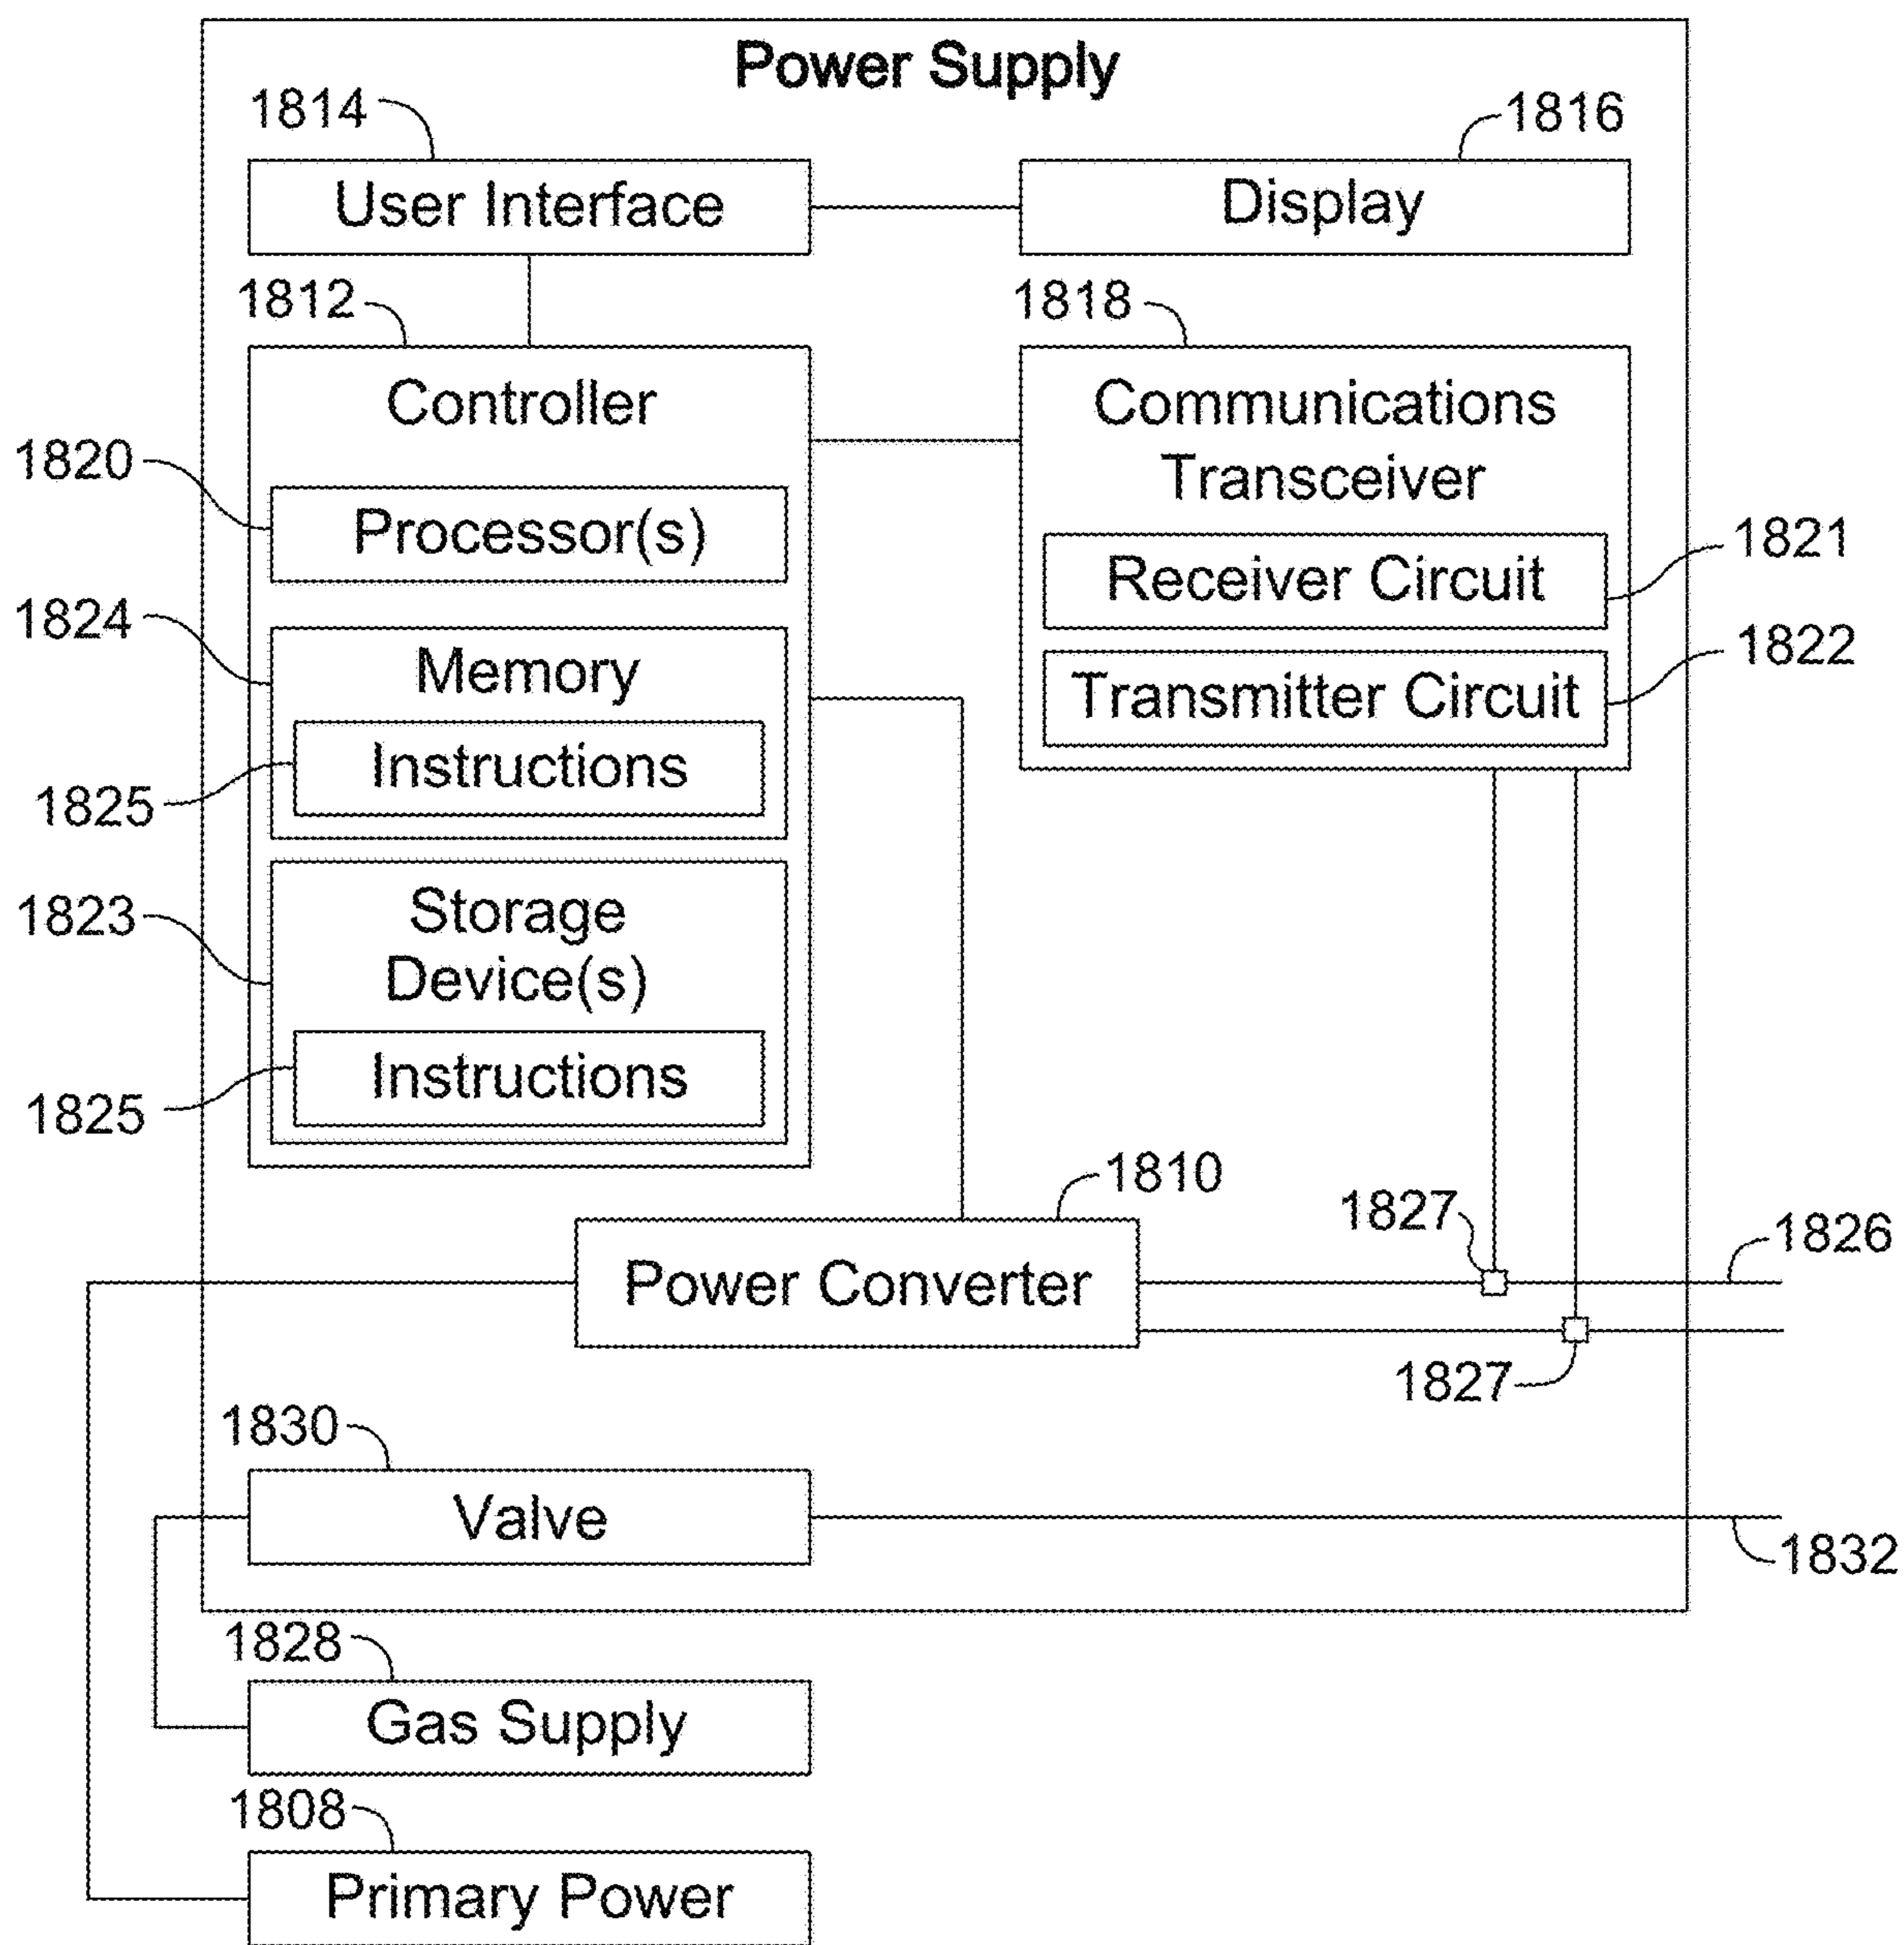 Power Supply
1814
1816
User Interface
Display
1812
1818
Controller
Communications
Transceiver
1820
Processor(s)
1821
Receiver Circuit
1824
Memory
1822
Transmitter Circuit
Instructions
1825
1823
Storage
Device(s)
Instructions
1825
1810
1827
1826
Power Converter
1827
1830
Valve
1832
1828
Gas Supply
1808
Primary Power